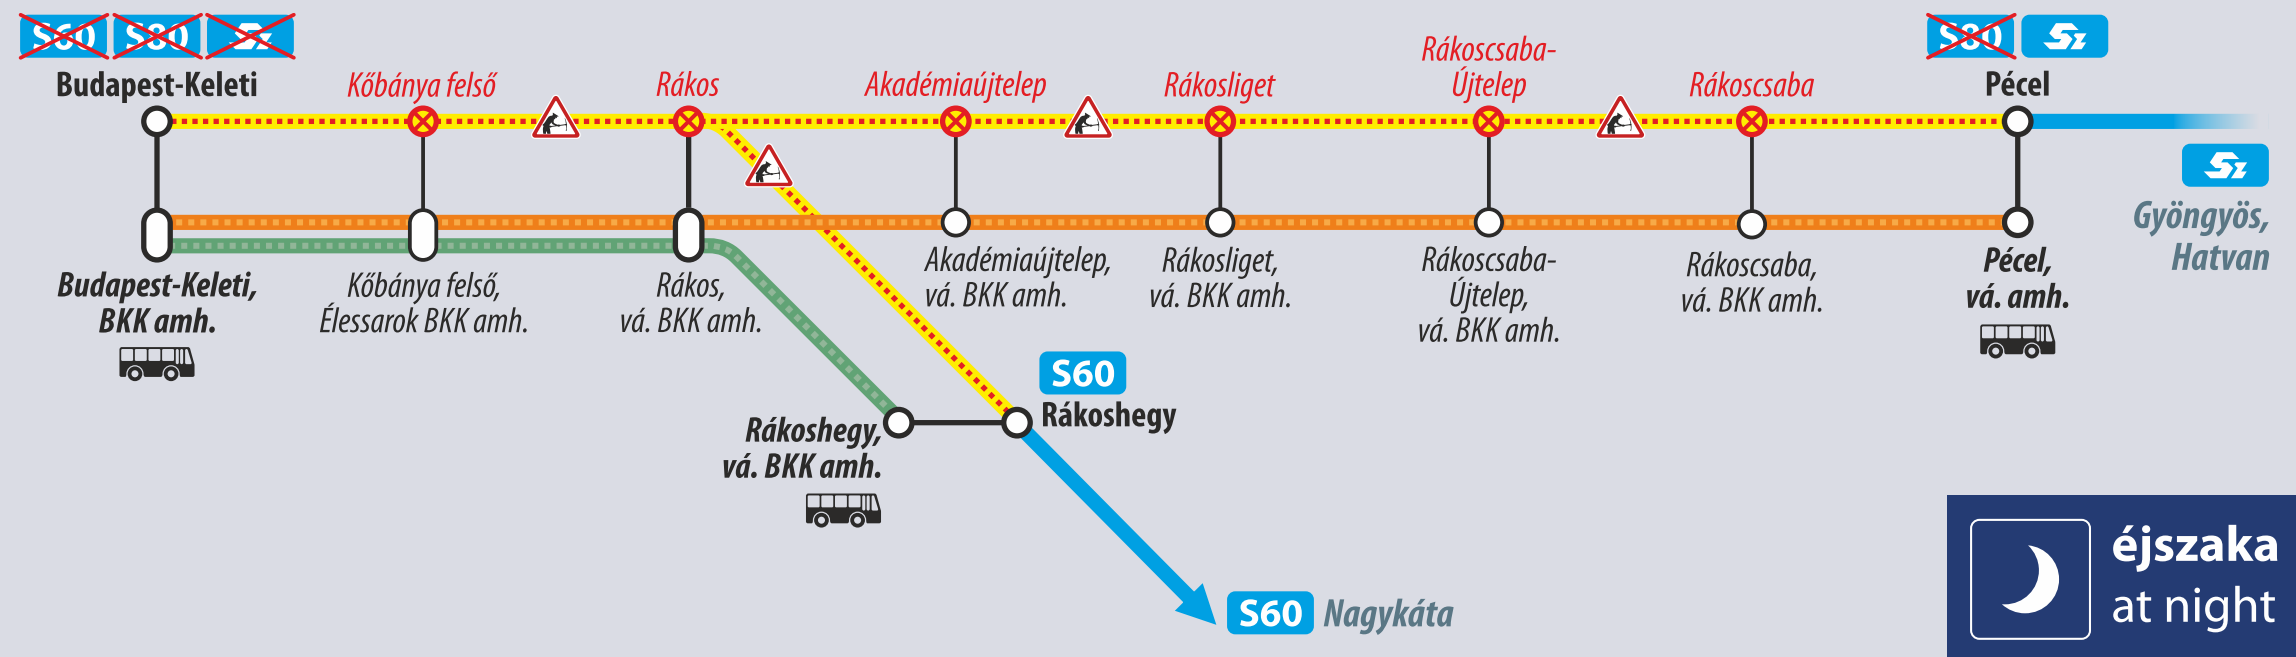 S60 S80 Sz
Budapest-Keleti
Kőbánya felső
Rákos
Akadémiaújtelep
Rákosliget
Rákoscsaba-
Újtelep
Rákoscsaba
S80 Sz
Pécel
Sz
Gyöngyös,
Hatvan
Budapest-Keleti,
BKK amh.
Kőbánya felső,
Élessarok BKK amh.
Rákos,
vá. BKK amh.
Akadémiaújtelep,
vá. BKK amh.
Rákosliget,
vá. BKK amh.
Rákoscsaba-
Újtelep,
vá. BKK amh.
Rákoscsaba,
vá. BKK amh.
Pécel,
vá. amh.
S60
Rákoshegy
Rákoshegy,
vá. BKK amh.
S60 Nagykáta
éjszaka
at night